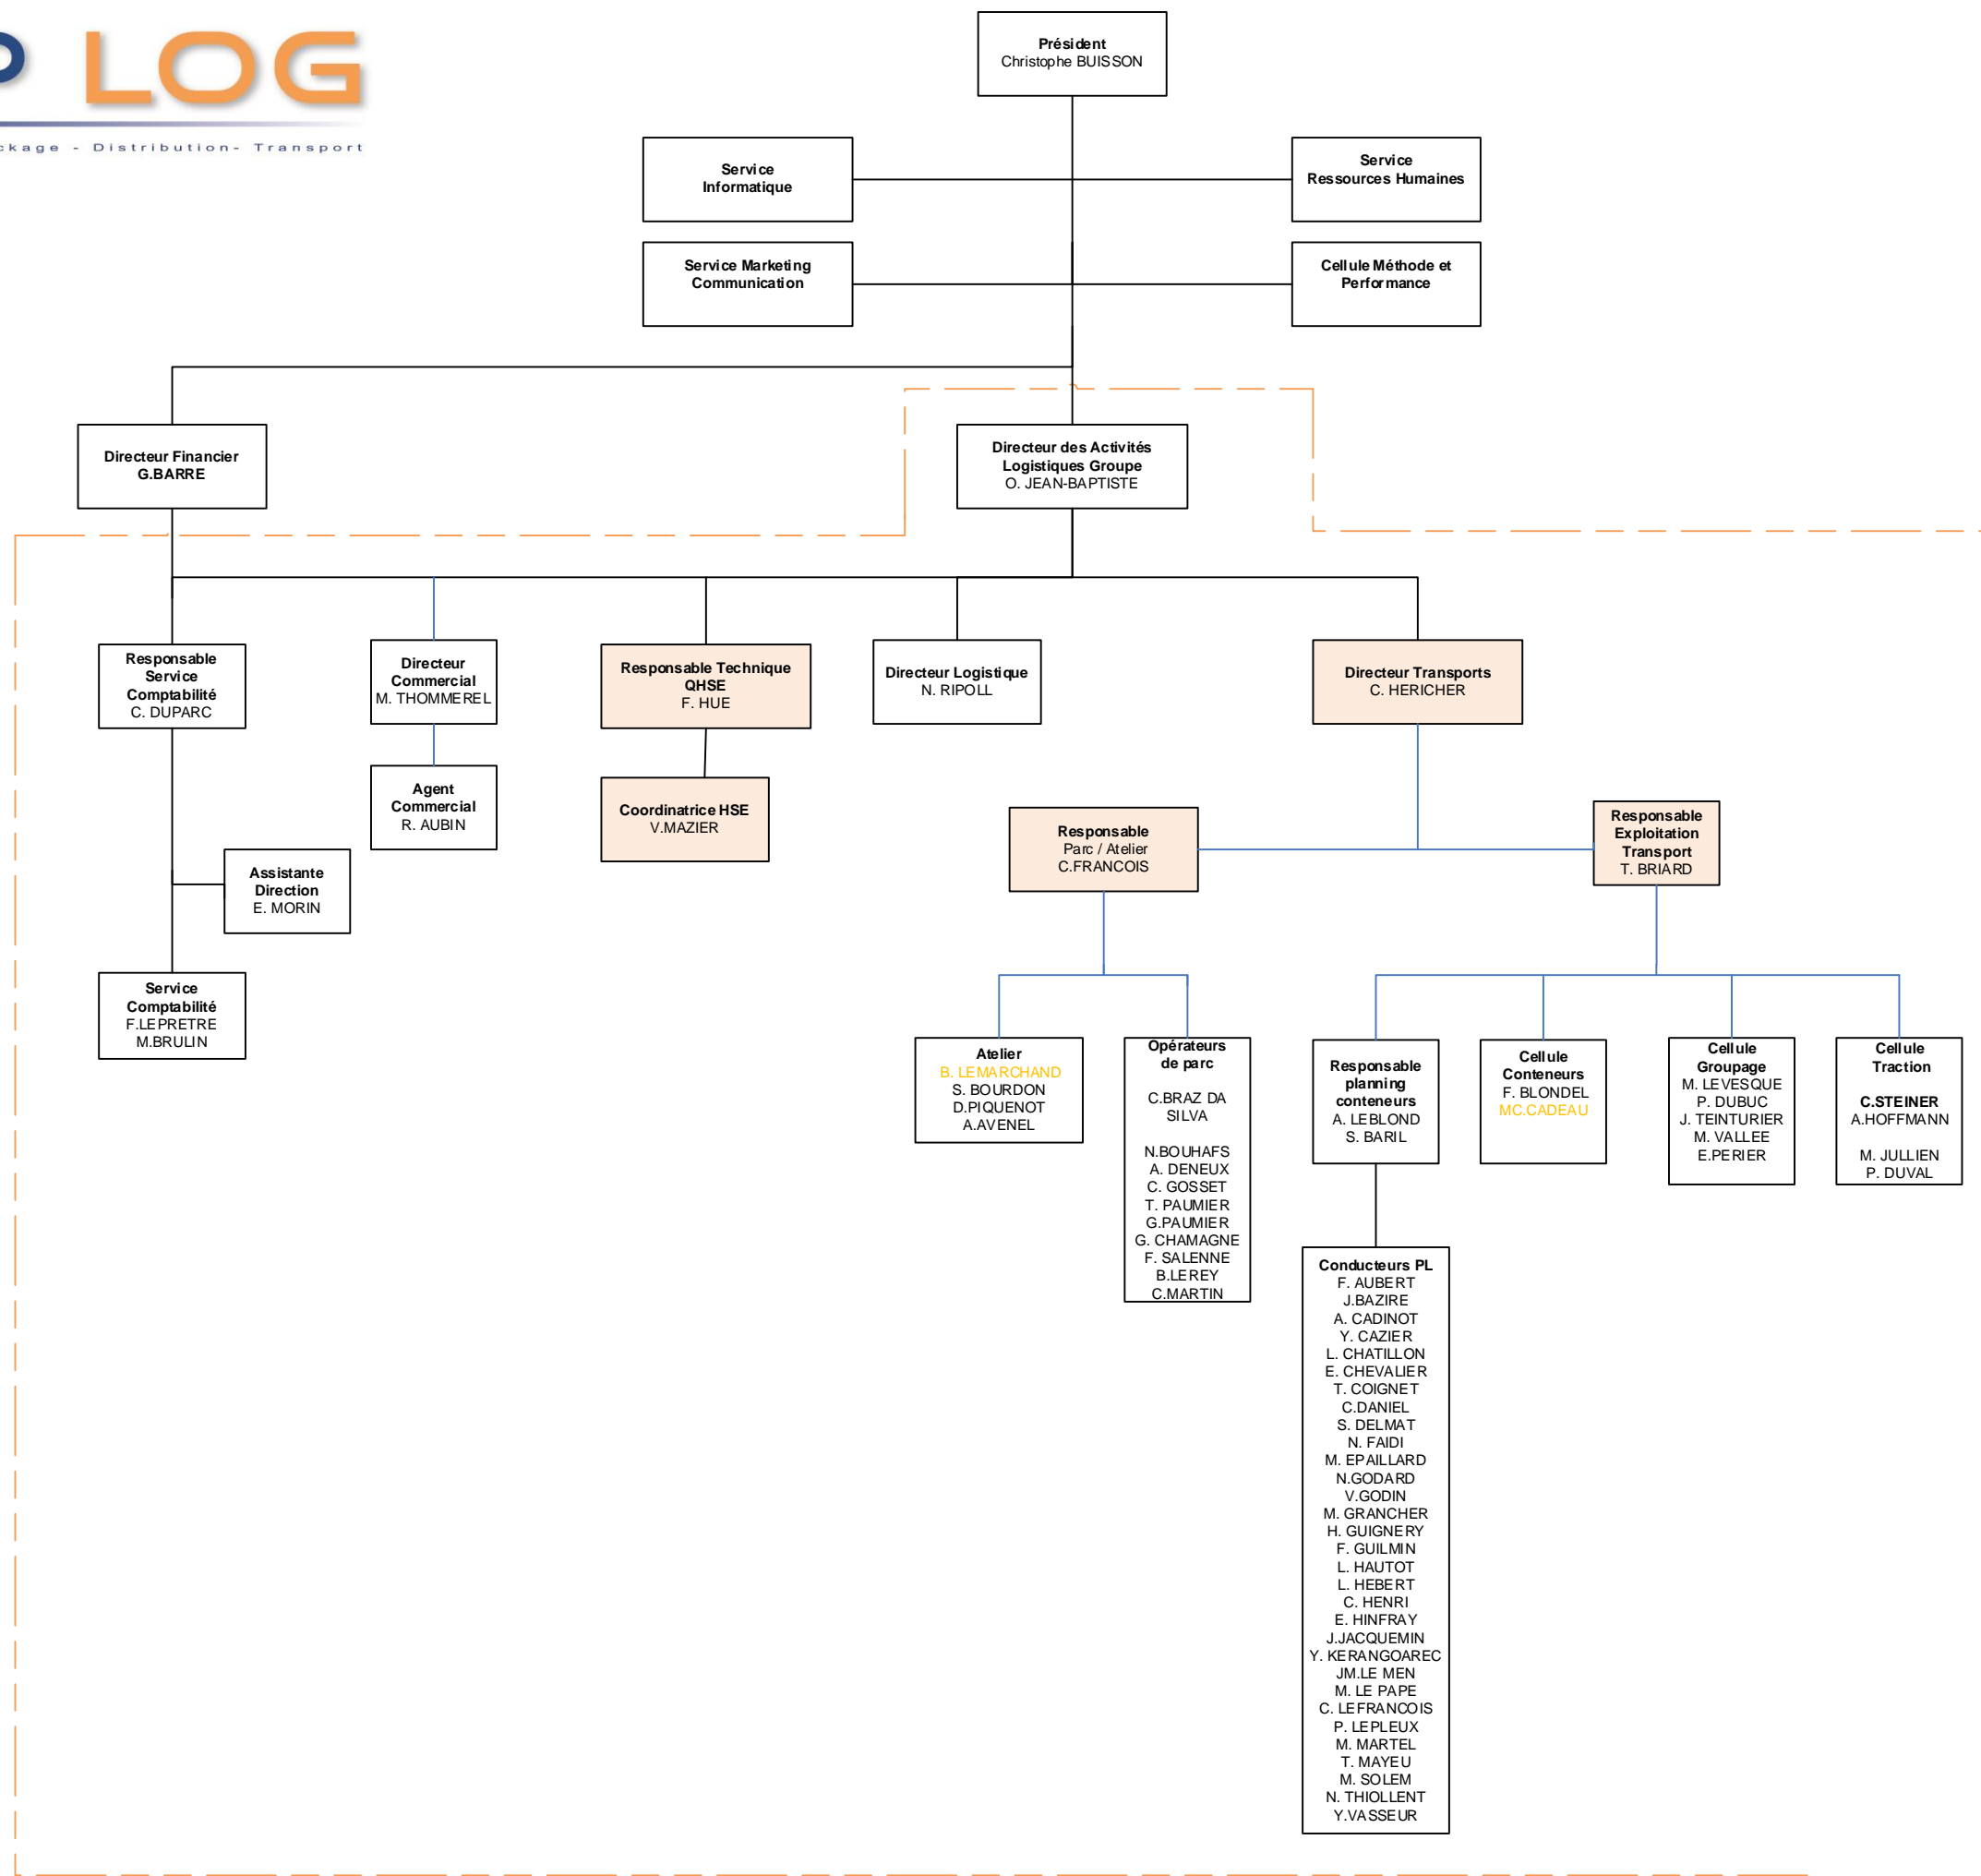 P LOG
ckage - Distribution- Transport
Président
Christophe BUISSON
Service
Informatique
Service
Ressources Humaines
Service Marketing
Communication
Cellule Méthode et
Performance
Directeur Financier
G.BARRE
Directeur des Activités
Logistiques Groupe
O. JEAN-BAPTISTE
Responsable
Service
Comptabilité
C. DUPARC
Directeur
Commercial
M. THOMMEREL
Responsable Technique
QHSE
F. HUE
Directeur Logistique
N. RIPOLL
Directeur Transports
C. HERICHER
Agent
Commercial
R. AUBIN
Coordinatrice HSE
V.MAZIER
Responsable
Parc / Atelier
C.FRANCOIS
Responsable
Exploitation
Transport
T. BRIARD
Assistante
Direction
E. MORIN
Service
Comptabilité
F.LEPRETRE
M.BRULIN
Atelier
B. LEMARCHAND
S. BOURDON
D.PIQUENOT
A.AVENEL
Opérateurs
de parc
C.BRAZ DA
SILVA
N.BOUHAFS
A. DENEUX
C. GOSSET
T. PAUMIER
G.PAUMIER
G. CHAMAGNE
F. SALENNE
B.LEREY
C.MARTIN
Responsable
planning
conteneurs
A. LEBLOND
S. BARIL
Cellule
Conteneurs
F. BLONDEL
MC.CADEAU
Cellule
Groupage
M. LEVESQUE
P. DUBUC
J. TEINTURIER
M. VALLEE
E.PERIER
Cellule
Traction
C.STEINER
A.HOFFMANN
M. JULLIEN
P. DUVAL
Conducteurs PL
F. AUBERT
J.BAZIRE
A. CADINOT
Y. CAZIER
L. CHATILLON
E. CHEVALIER
T. COIGNET
C.DANIEL
S. DELMAT
N. FAIDI
M. EPAILLARD
N.GODARD
V.GODIN
M. GRANCHER
H. GUIGNERY
F. GUILMIN
L. HAUTOT
L. HEBERT
C. HENRI
E. HINFRAY
J.JACQUEMIN
Y. KERANGOAREC
JM.LE MEN
M. LE PAPE
C. LEFRANCOIS
P. LEPLEUX
M. MARTEL
T. MAYEU
M. SOLEM
N. THIOLLENT
Y.VASSEUR